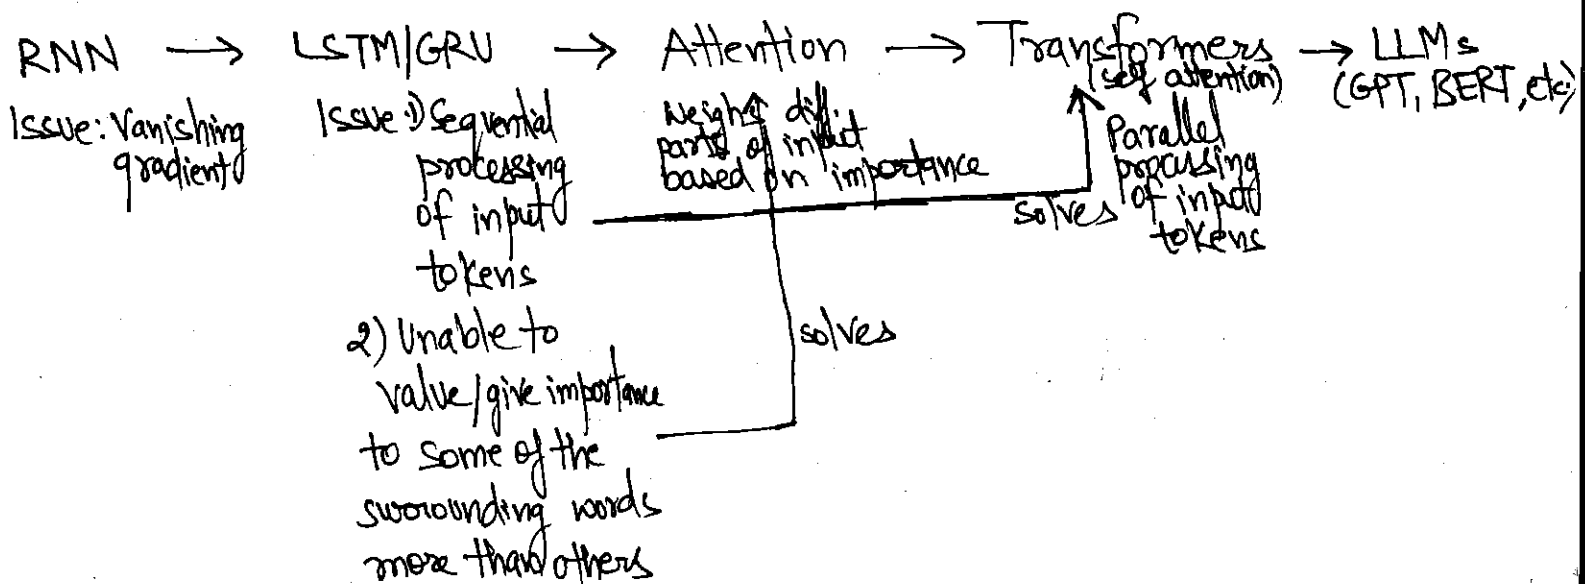 RNN → LSTM/GRU → Attention → Transformers → LLMs
(self attention)
(GPT, BERT, etc.)
Issue: Vanishing
gradient
Issue: 1) Sequential
processing
of input
tokens
2) Unable to
value/give importance
to some of the
surrounding words
more than others
Weighs diff.
parts of input
based on importance
solves
Parallel
processing
of input
tokens
solves